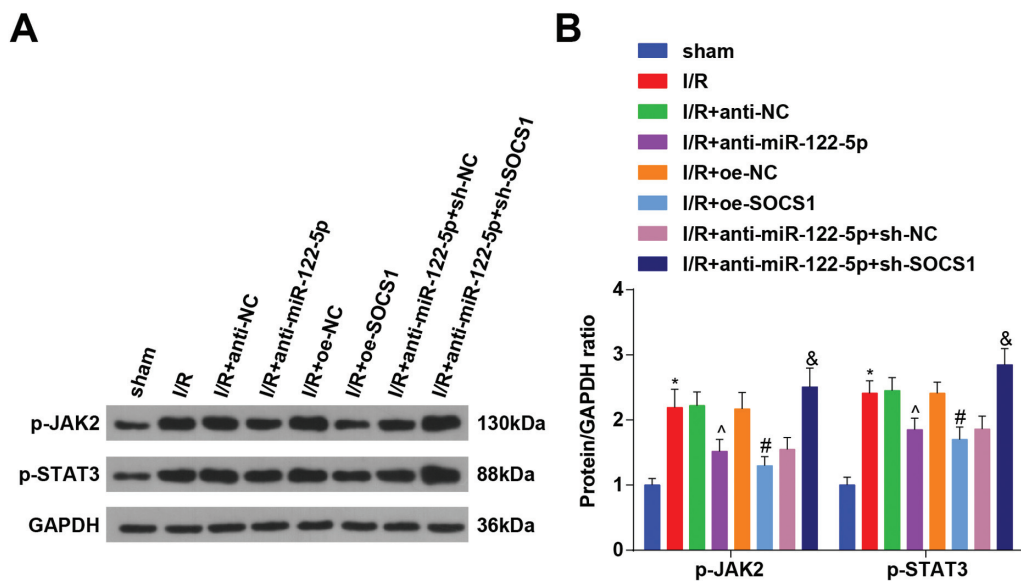 A
sham
I/R
I/R+anti-NC
I/R+anti-miR-122-5p
I/R+oe-NC
I/R+oe-SOCS1
I/R+anti-miR-122-5p+sh-NC
I/R+anti-miR-122-5p+sh-SOCS1
p-JAK2 130kDa
p-STAT3 88kDa
GAPDH 36kDa
B
sham
I/R
I/R+anti-NC
I/R+anti-miR-122-5p
I/R+oe-NC
I/R+oe-SOCS1
I/R+anti-miR-122-5p+sh-NC
I/R+anti-miR-122-5p+sh-SOCS1
Protein/GAPDH ratio
4
3
2
1
0
* ^ # &
* ^ # &
p-JAK2 p-STAT3